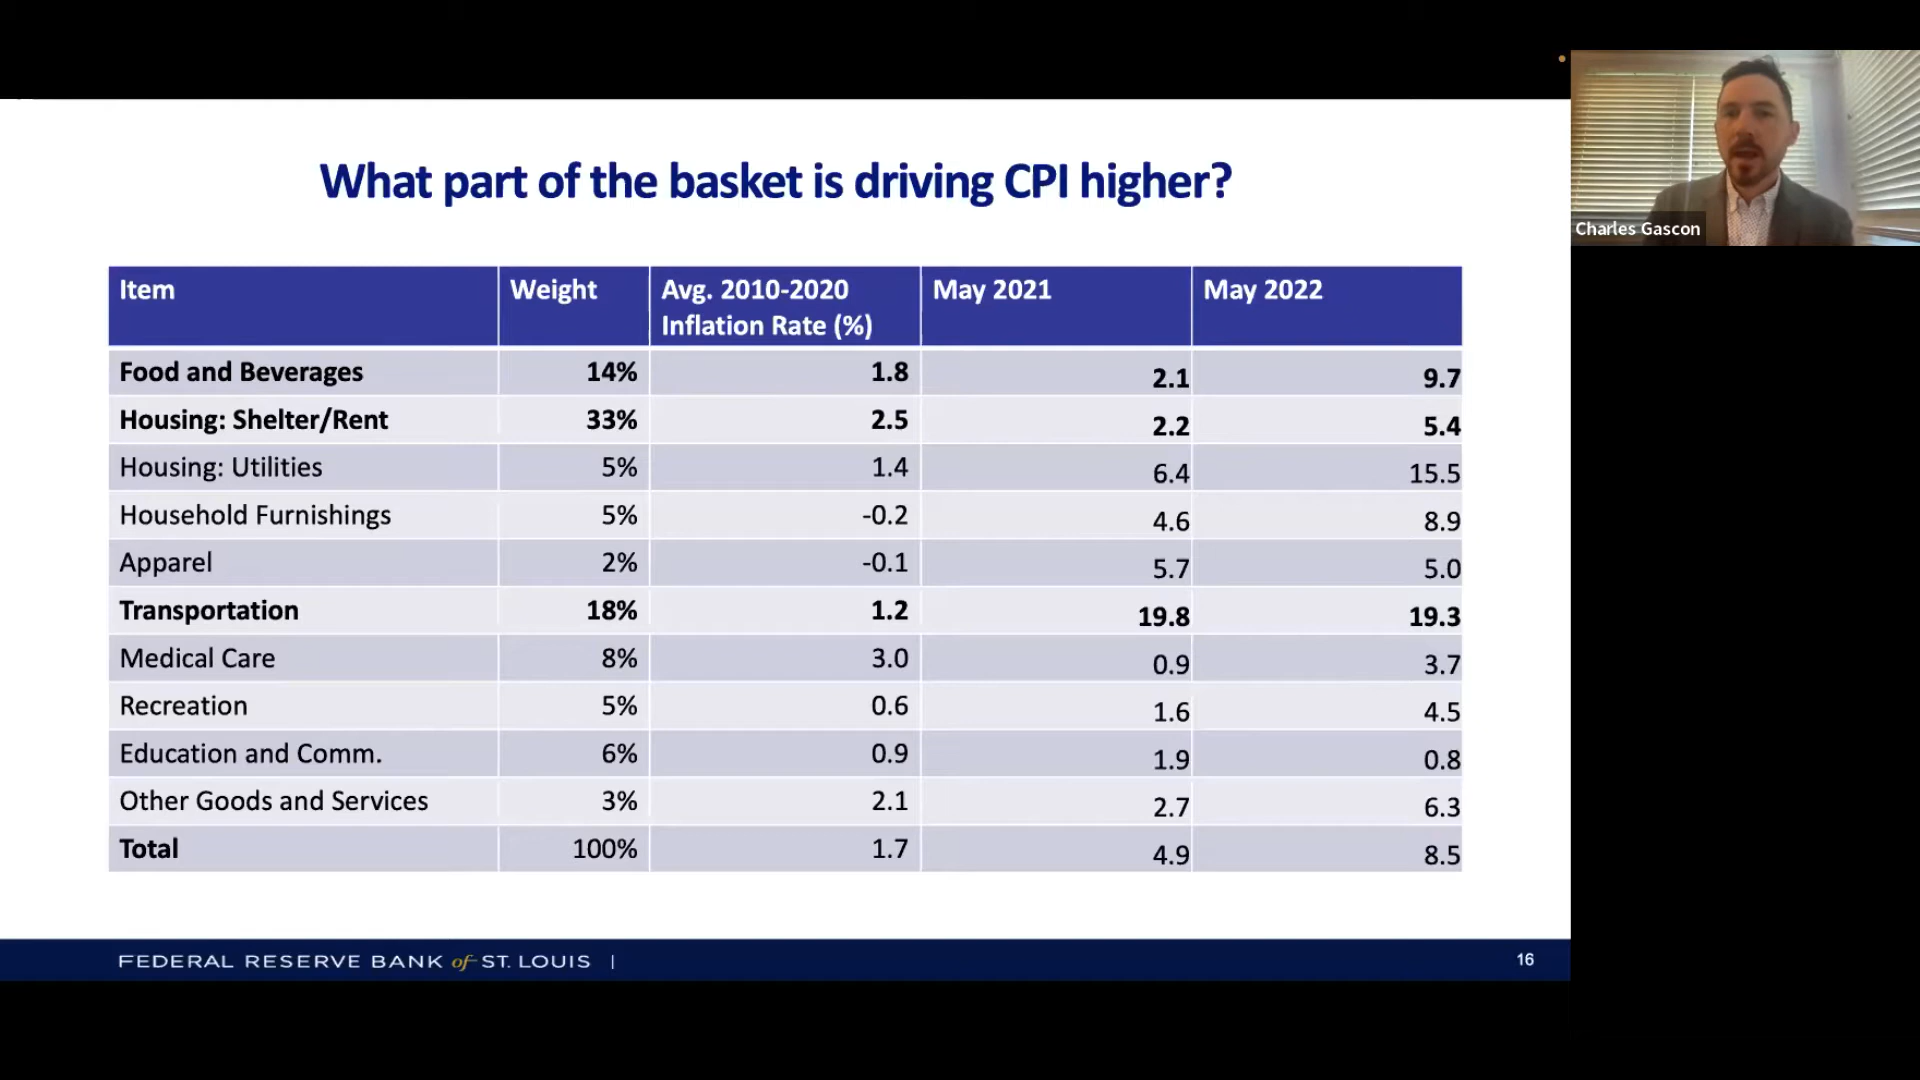 What part of the basket is driving CPI higher?
Item Weight Avg. 2010-2020 May 2021 May 2022
Inflation Rate (%)
Food and Beverages 14% 1.8 2.1 9.7
Housing: Shelter/Rent 33% 2.5 2.2 5.4
Housing: Utilities 5% 1.4 6.4 15.5
Household Furnishings 5% -0.2 4.6 8.9
Apparel 2% -0.1 5.7 5.0
Transportation 18% 1.2 19.8 19.3
Medical Care 8% 3.0 0.9 3.7
Recreation 5% 0.6 1.6 4.5
Education and Comm. 6% 0.9 1.9 0.8
Other Goods and Services 3% 2.1 2.7 6.3
Total 100% 1.7 4.9 8.5
FEDERAL RESERVE BANK of ST. LOUIS | 16
Charles Gascon